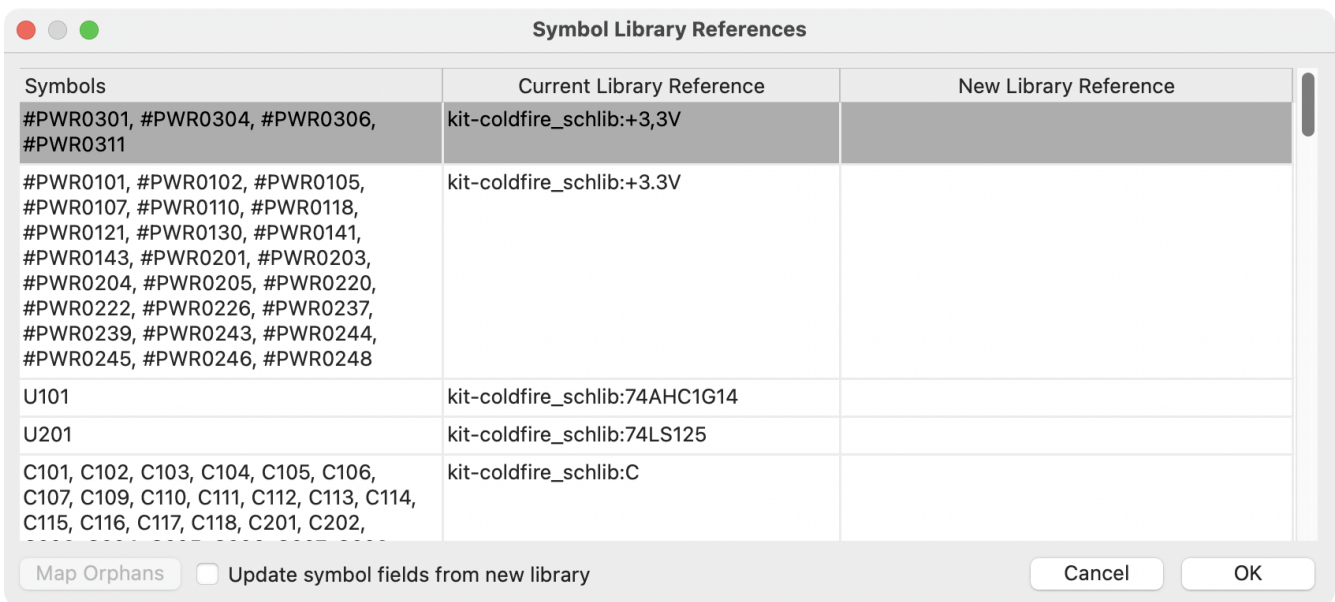 Symbol Library References
Symbols Current Library Reference New Library Reference
#PWR0301, #PWR0304, #PWR0306, kit-coldfire_schlib:+3,3V
#PWR0311
#PWR0101, #PWR0102, #PWR0105, kit-coldfire_schlib:+3.3V
#PWR0107, #PWR0110, #PWR0118,
#PWR0121, #PWR0130, #PWR0141,
#PWR0143, #PWR0201, #PWR0203,
#PWR0204, #PWR0205, #PWR0220,
#PWR0222, #PWR0226, #PWR0237,
#PWR0239, #PWR0243, #PWR0244,
#PWR0245, #PWR0246, #PWR0248
U101 kit-coldfire_schlib:74AHC1G14
U201 kit-coldfire_schlib:74LS125
C101, C102, C103, C104, C105, C106, kit-coldfire_schlib:C
C107, C109, C110, C111, C112, C113, C114,
C115, C116, C117, C118, C201, C202,
Map Orphans Update symbol fields from new library Cancel OK